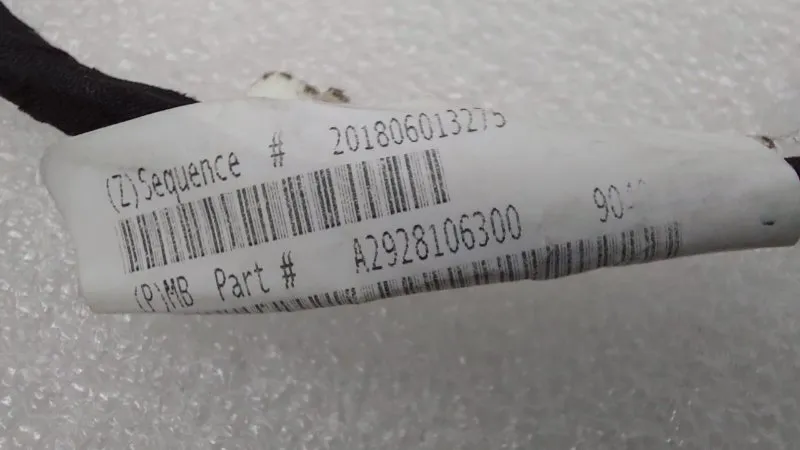 (Z)Sequence # 201806013275
(P)MB Part # A2928106300